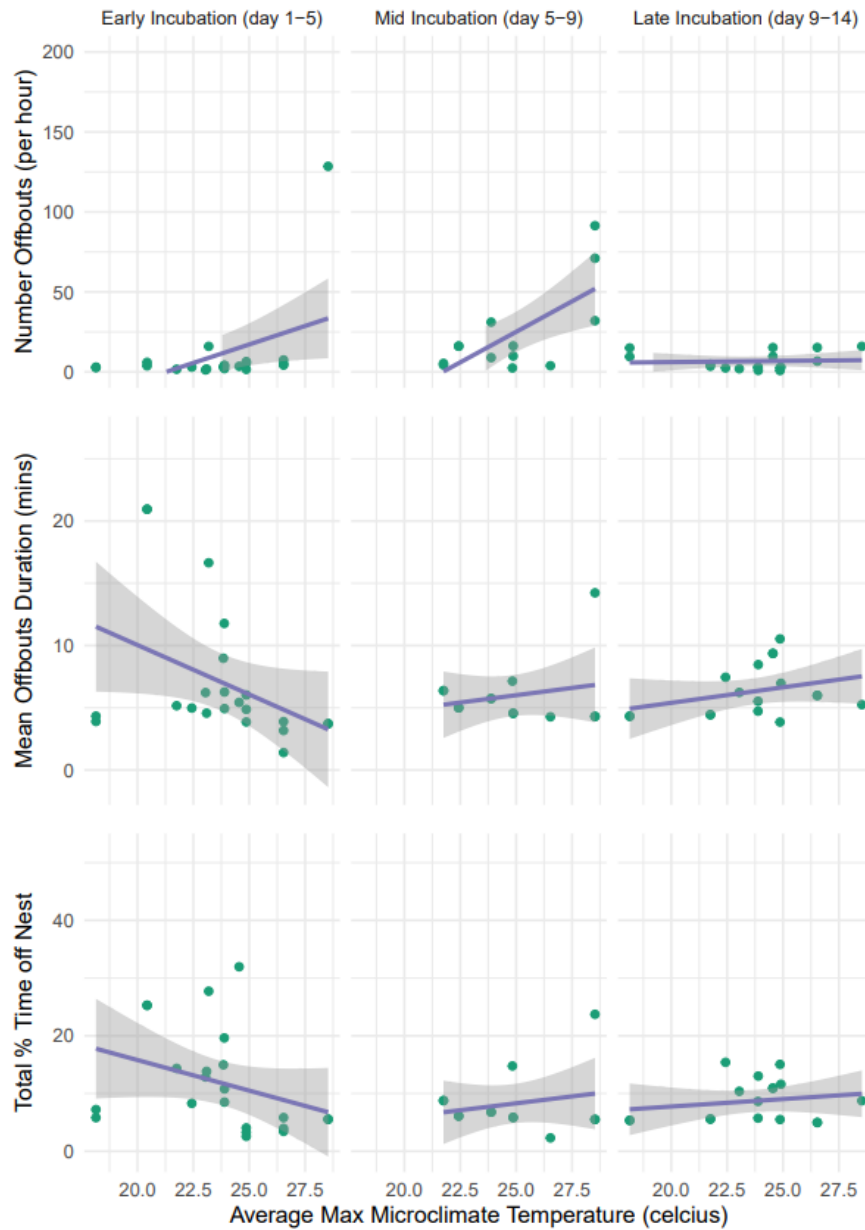 Early Incubation (day 1−5)
Mid Incubation (day 5−9)
Late Incubation (day 9−14)
Number Offbouts (per hour)
200
150
100
50
0
Mean Offbouts Duration (mins)
20
10
0
Total % Time off Nest
40
20
0
20.0 22.5 25.0 27.5
20.0 22.5 25.0 27.5
20.0 22.5 25.0 27.5
Average Max Microclimate Temperature (celcius)